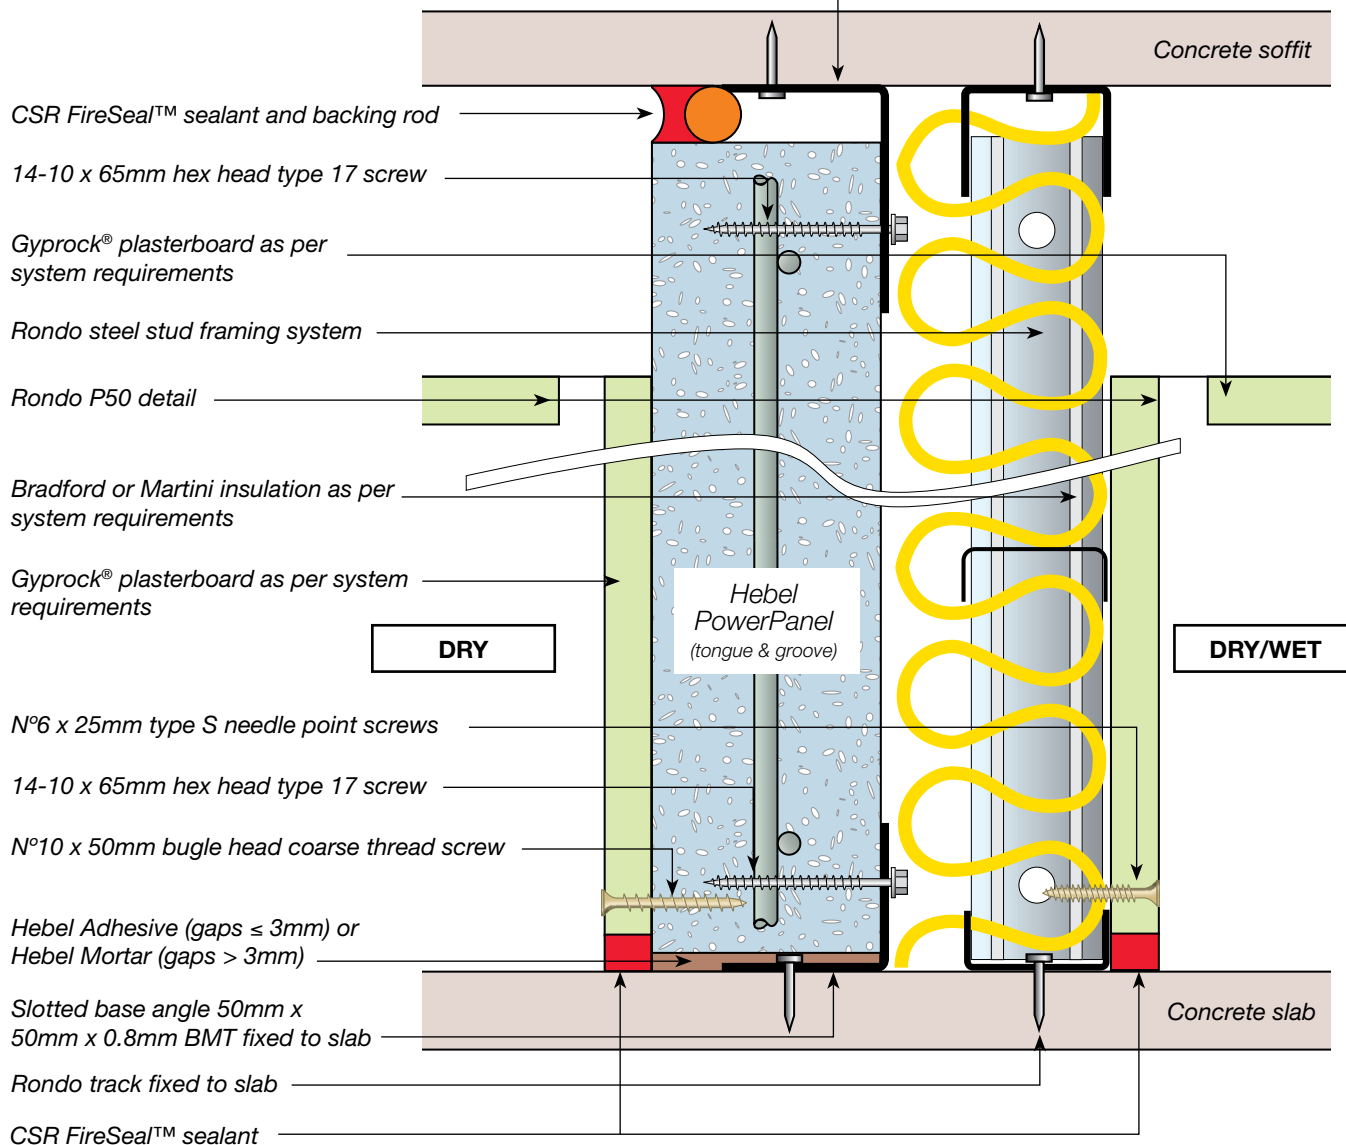 Concrete soffit
CSR FireSeal™ sealant and backing rod
14-10 x 65mm hex head type 17 screw
Gyprock® plasterboard as per
system requirements
Rondo steel stud framing system
Rondo P50 detail
Bradford or Martini insulation as per
system requirements
Gyprock® plasterboard as per system
requirements
Hebel
PowerPanel
(tongue & groove)
DRY
DRY/WET
Nº6 x 25mm type S needle point screws
14-10 x 65mm hex head type 17 screw
Nº10 x 50mm bugle head coarse thread screw
Hebel Adhesive (gaps ≤ 3mm) or
Hebel Mortar (gaps > 3mm)
Slotted base angle 50mm x
50mm x 0.8mm BMT fixed to slab
Concrete slab
Rondo track fixed to slab
CSR FireSeal™ sealant